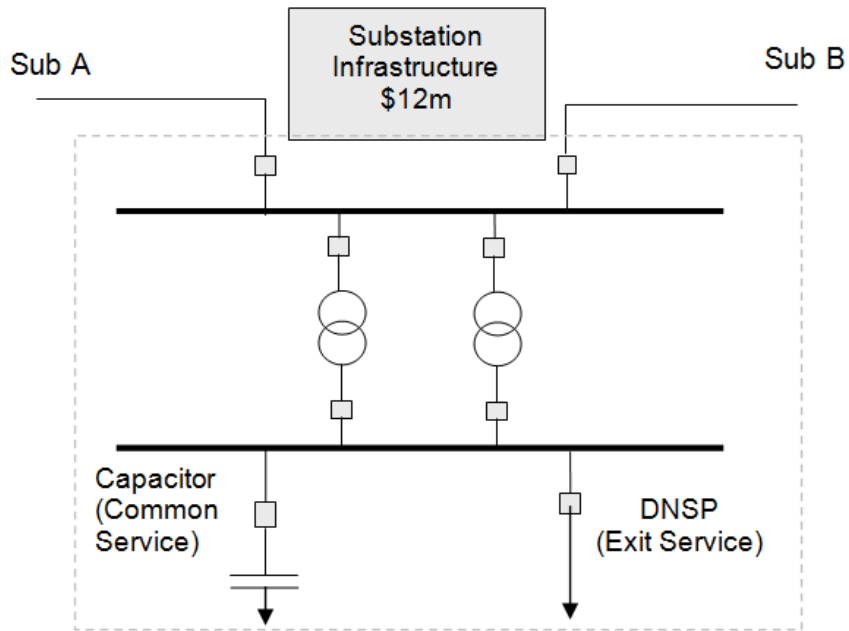 Sub A
Substation
Infrastructure
$12m
Sub B
Capacitor
(Common
Service)
DNSP
(Exit Service)